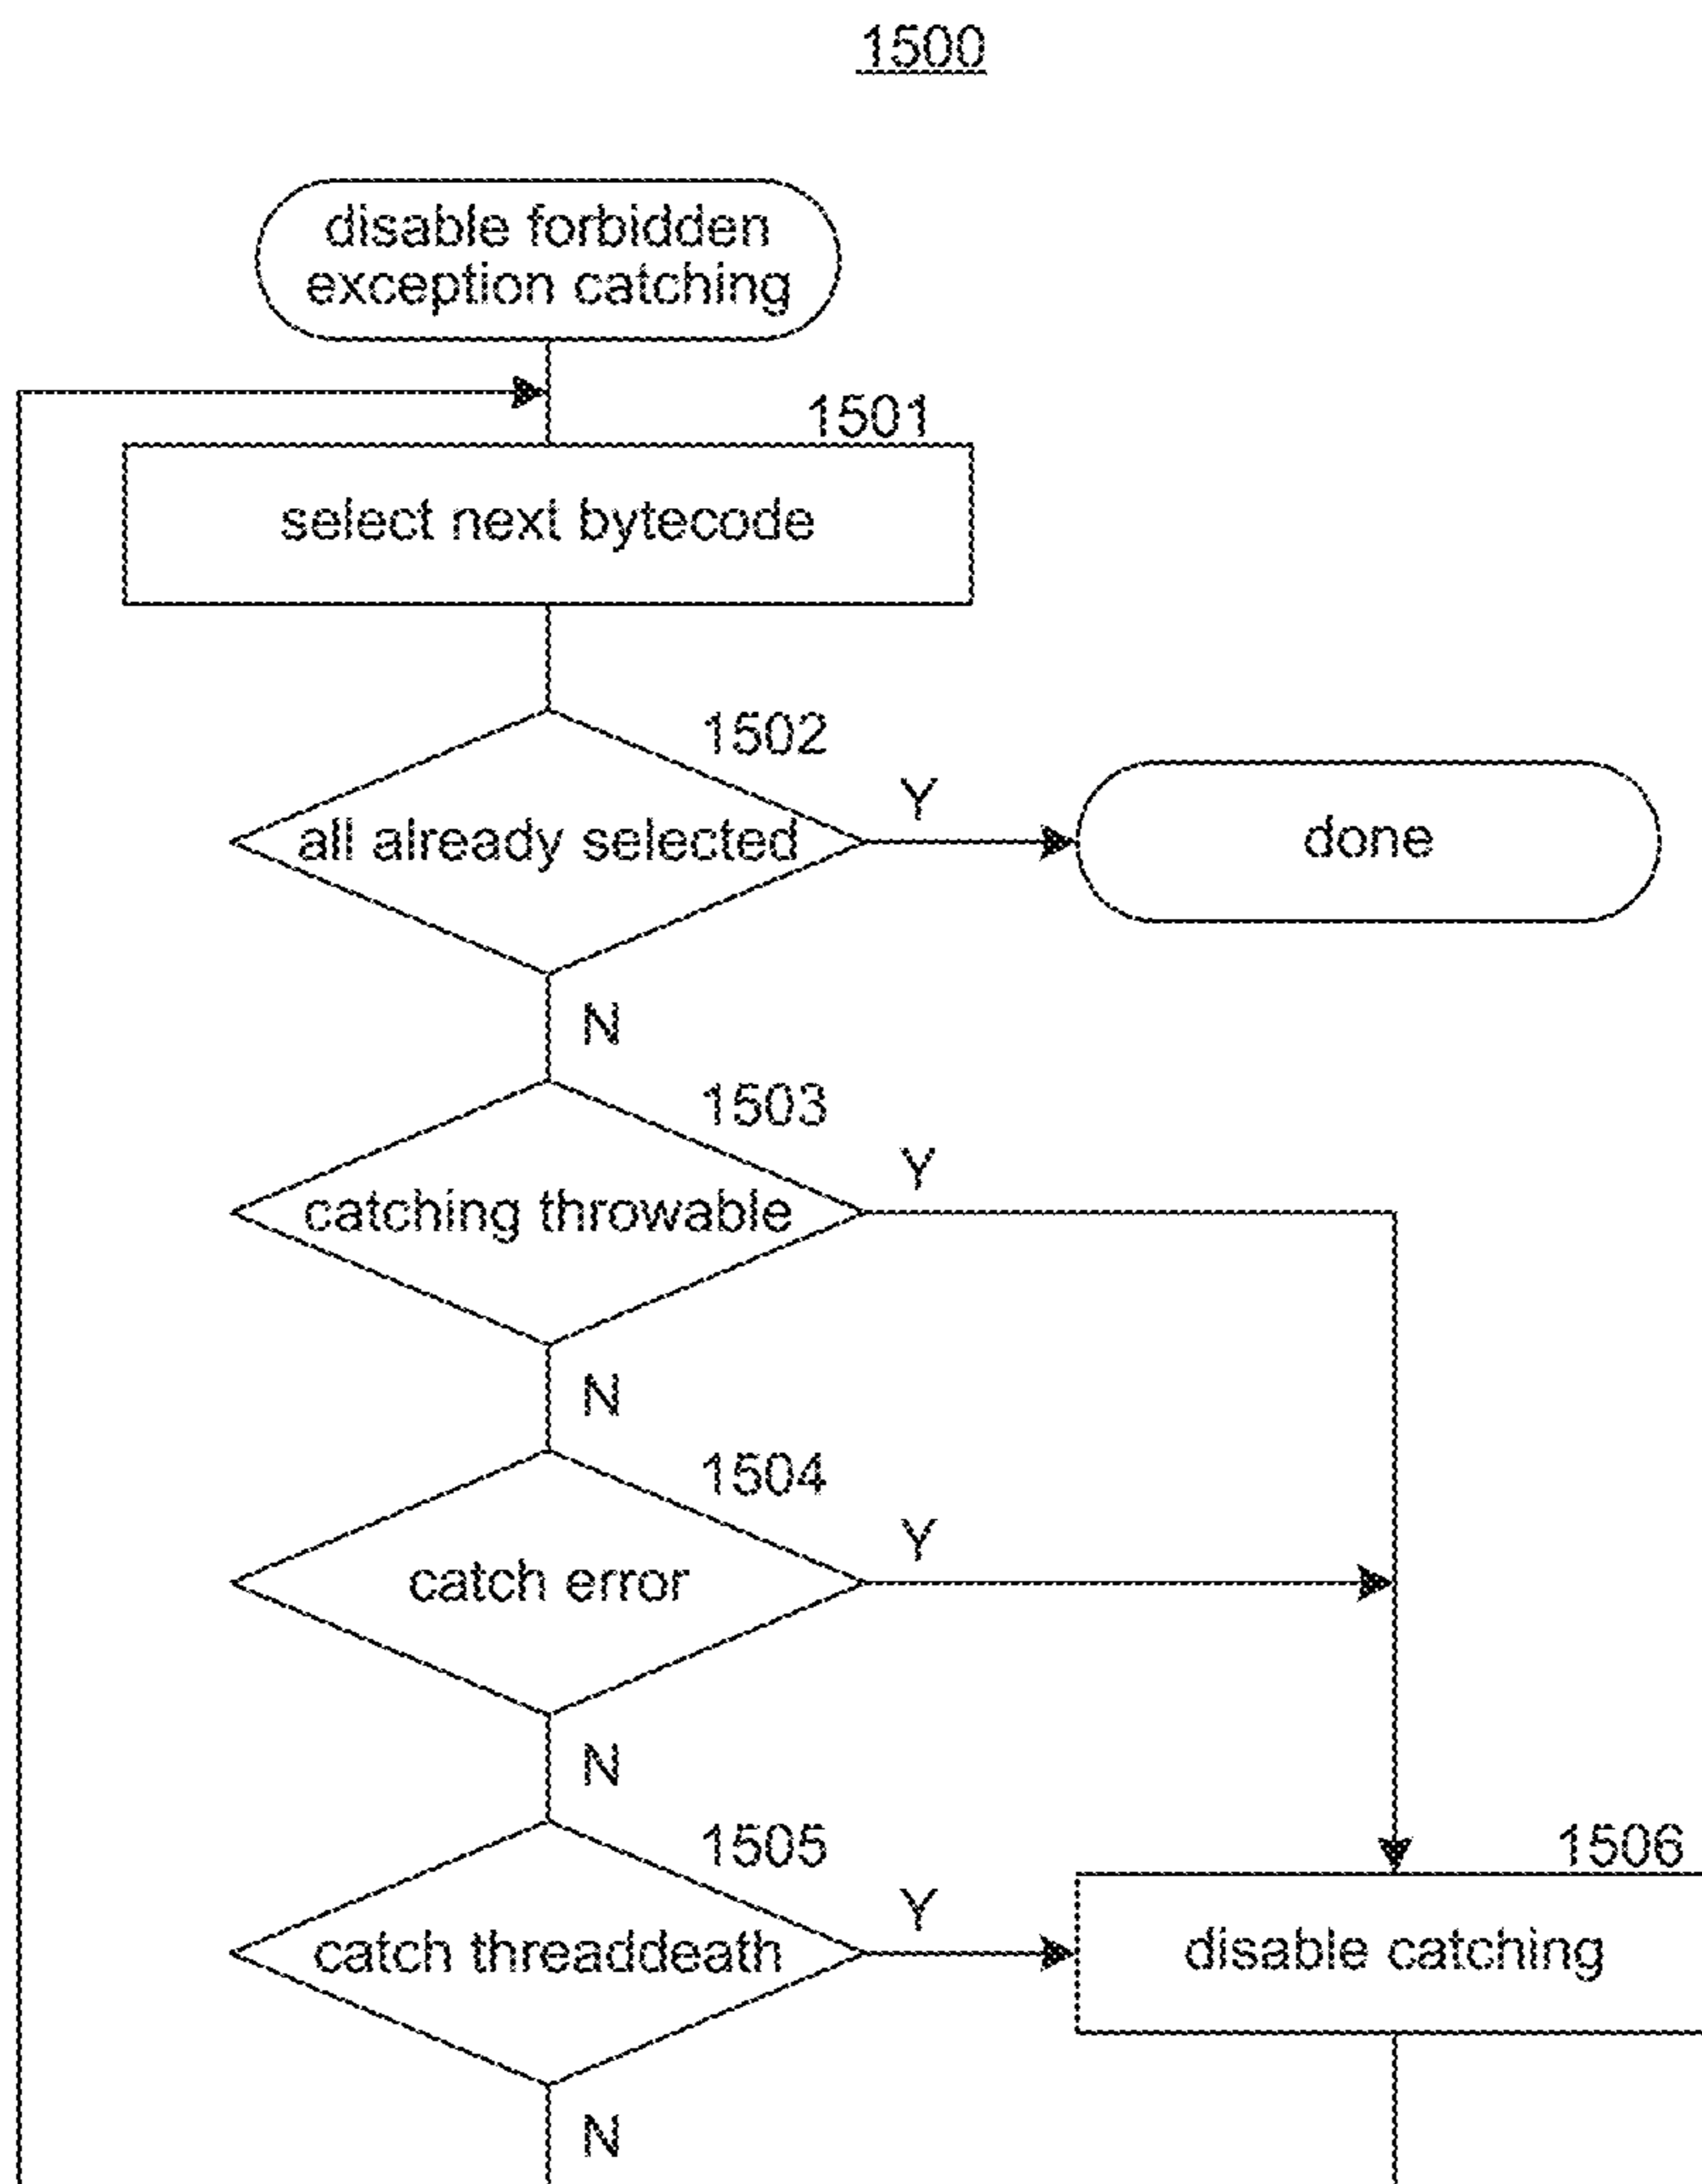 1500
disable forbidden
exception catching
1501
select next bytecode
1502
Y
all already selected
done
N
1503
Y
catching throwable
N
1504
Y
catch error
N
1505
1506
Y
catch threaddeath
disable catching
N